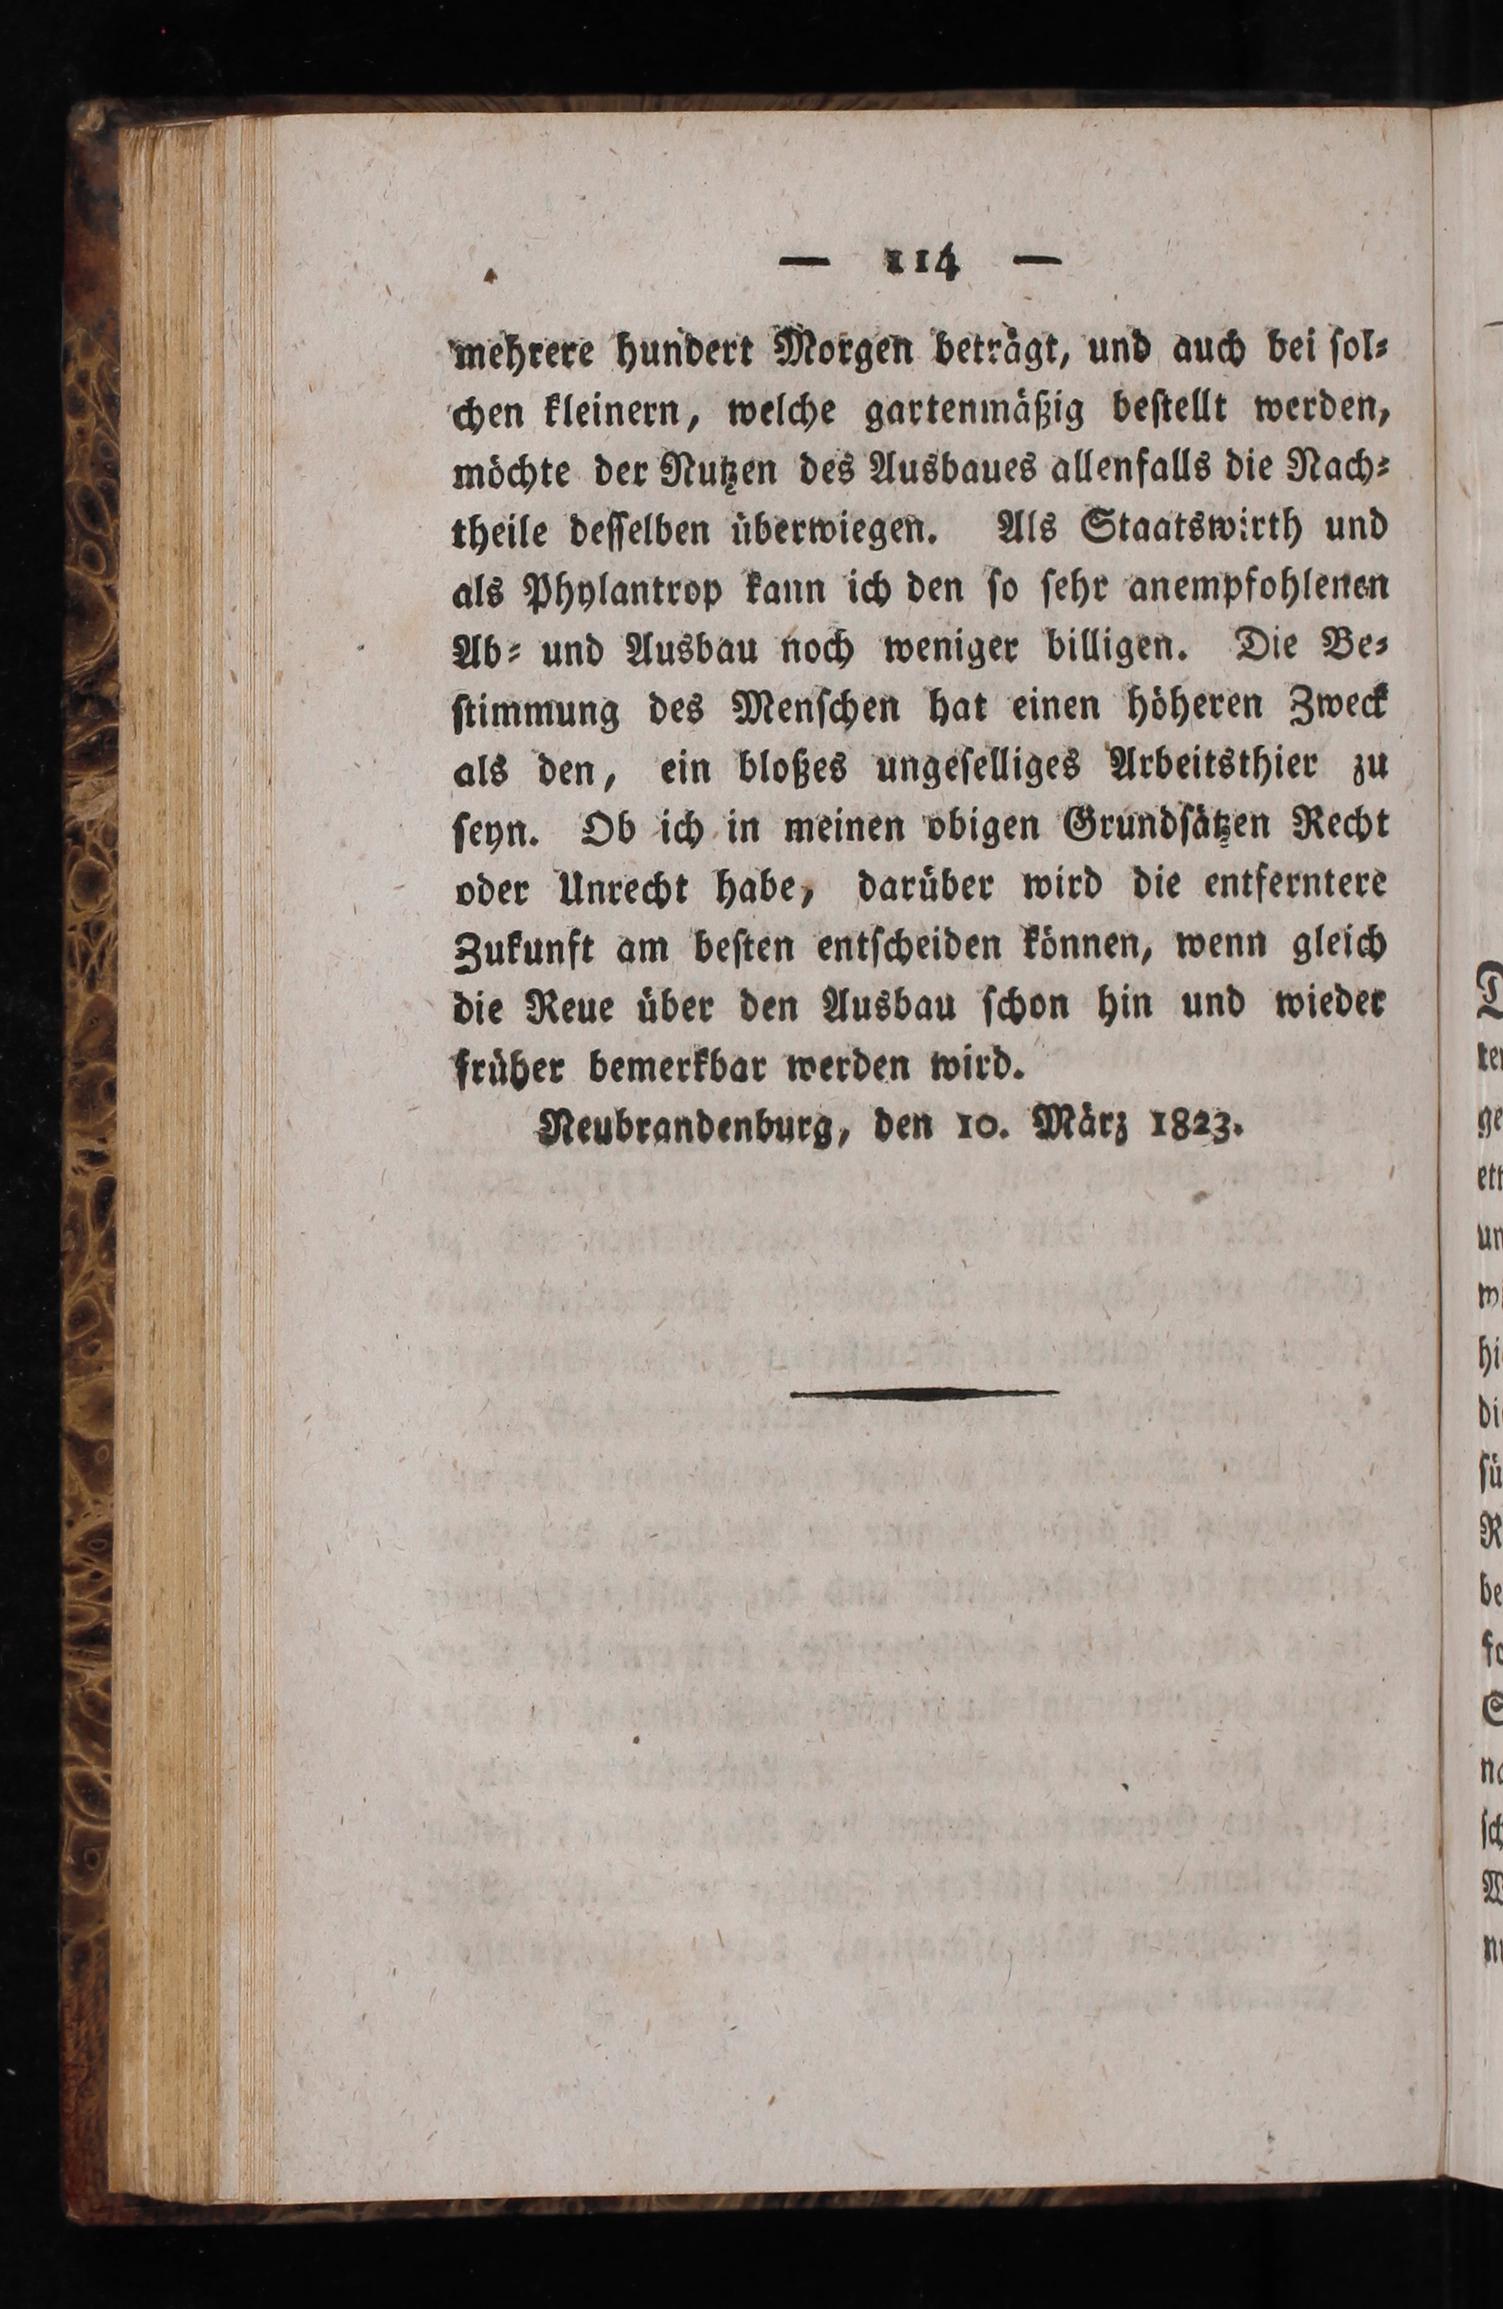 — 114 —
mehrere hundert Morgen beträgt, und auch bei ſol⸗
chen kleinern, welche gartenmäßig beſtellt werden,
möchte der Nutzen des Ausbaues allenfalls die Nach⸗
theile deſſelben überwiegen. Als Staatswirth und
als Phylantrop kann ich den ſo ſehr anempfohlenen
Ab⸗ und Ausbau noch weniger billigen. Die Be⸗
ſtimmung des Menſchen hat einen höheren Zweck
als den, ein bloßes ungeſelliges Arbeitsthier zu
ſeyn. Ob ich in meinen obigen Grundſätzen Recht
oder Unrecht habe, darüber wird die entferntere
Zukunft am beſten entſcheiden können, wenn gleich
die Reue über den Ausbau ſchon hin und wieder
früher bemerkbar werden wird.
Neubrandenburg, den 10. März 1823.